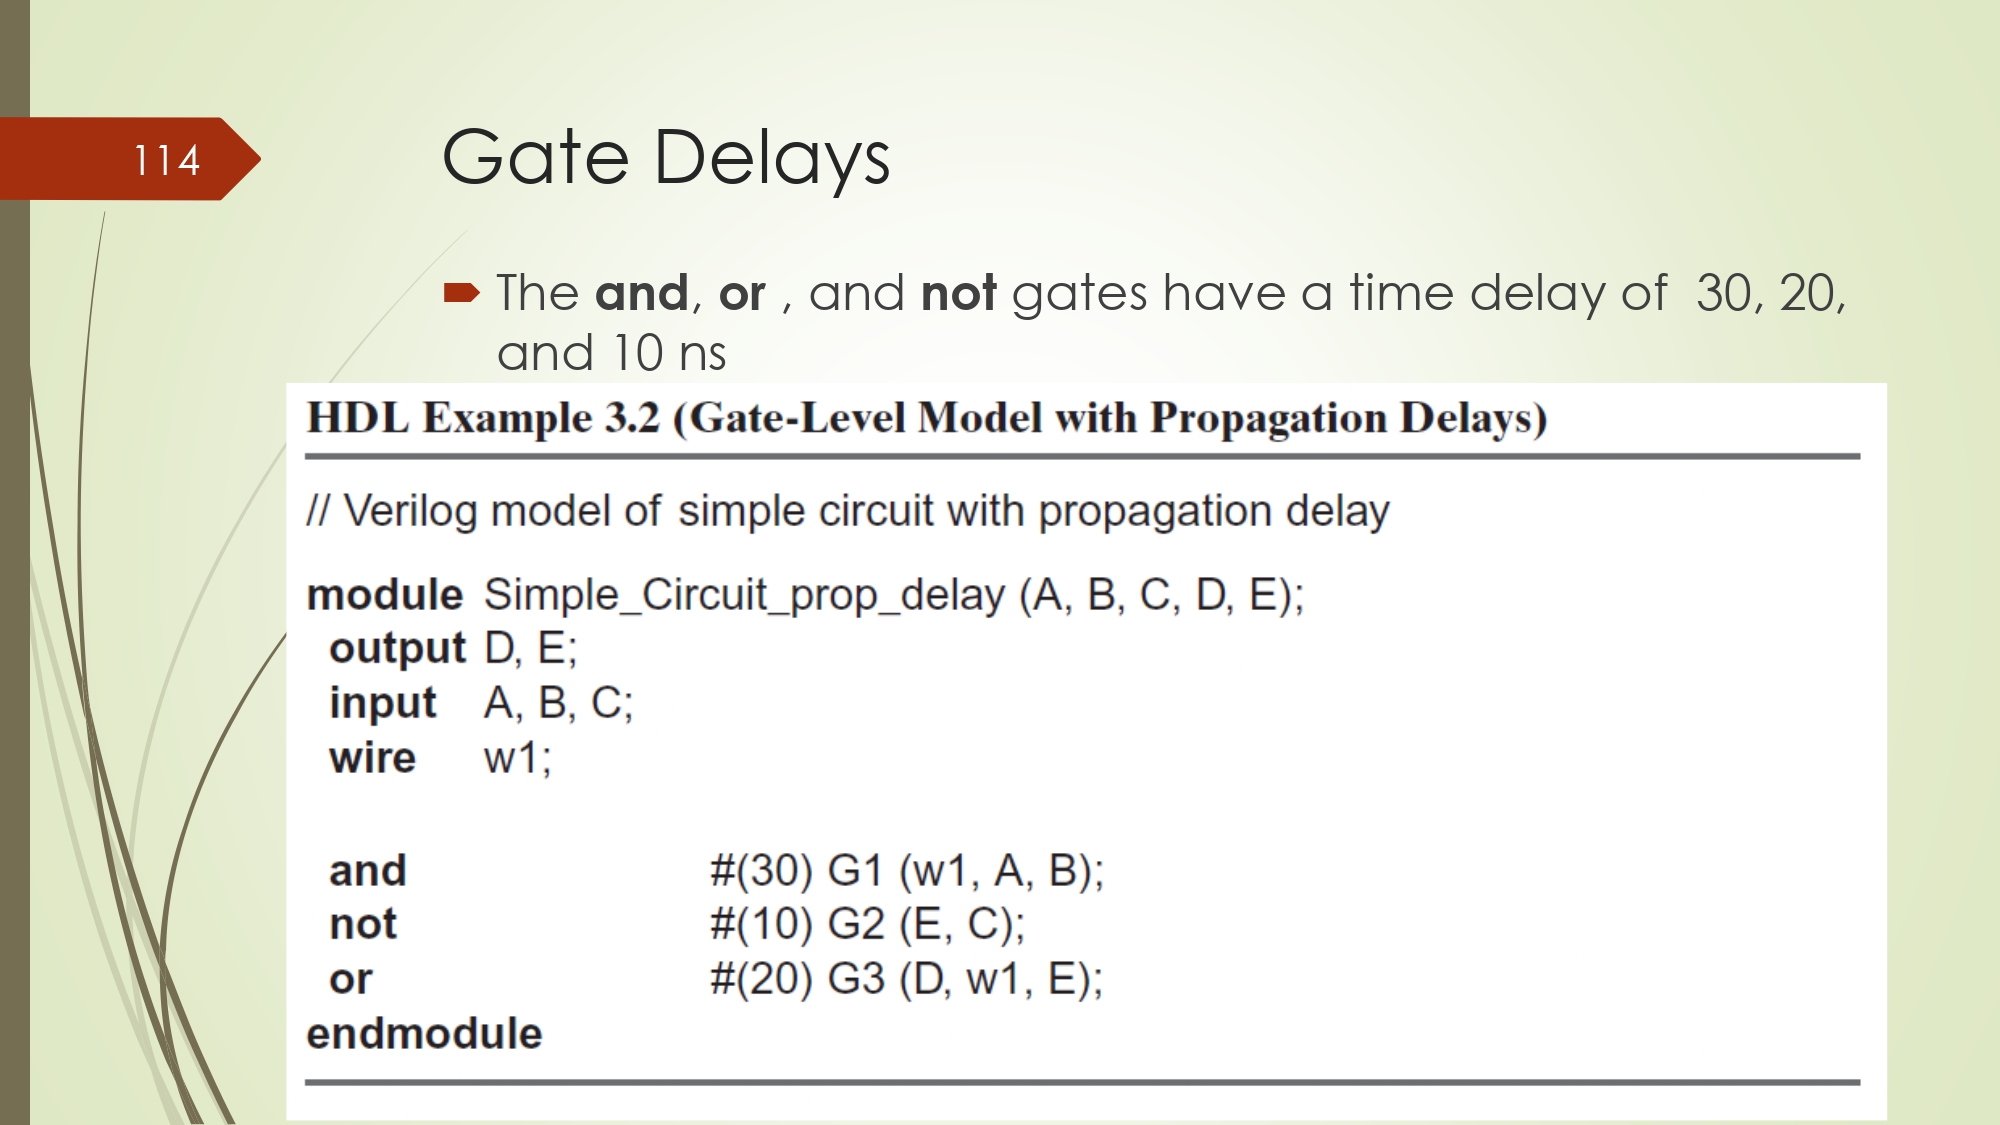 114
Gate Delays
The and, or , and not gates have a time delay of  30, 20,
and 10 ns
HDL Example 3.2 (Gate-Level Model with Propagation Delays)
// Verilog model of simple circuit with propagation delay
module Simple_Circuit_prop_delay (A, B, C, D, E);
output D, E;
input A, B, C;
wire w1;
and #(30) G1 (w1, A, B);
not #(10) G2 (E, C);
or #(20) G3 (D, w1, E);
endmodule